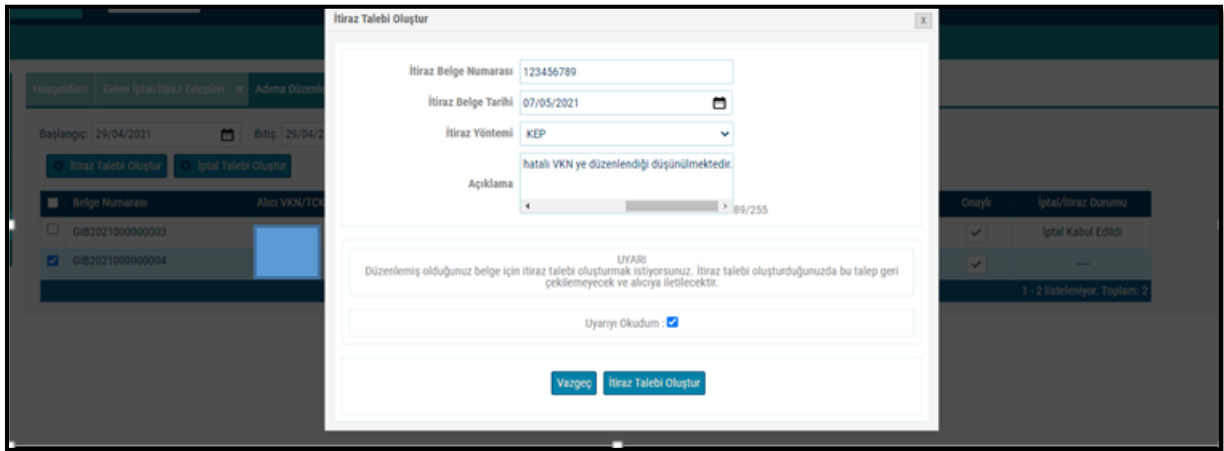 İtiraz Talebi Oluştur
x
İtiraz Belge Numarası 123456789
İtiraz Belge Tarihi 07/05/2021
İtiraz Yöntemi KEP
Açıklama hatalı VKN ye düzenlendiği düşünülmektedir.
89/255
UYARI
Düzenlemiş olduğunuz belge için itiraz talebi oluşturmak istiyorsunuz. İtiraz talebi oluşturduğunuzda bu talep geri
çekilemeyecek ve alıcıya iletilecektir.
Uyarıyı Okudum :
Vazgeç İtiraz Talebi Oluştur
Hoşgeldiniz Gelen İptal/İtiraz Talepleri x Adıma Düzenle
Başlangıç: 29/04/2021 Bitiş: 29/04/2
İtiraz Talebi Oluştur İptal Talebi Oluştur
Belge Numarası Alıcı VKN/TCK Onaylı İptal/İtiraz Durumu
GIB2021000000003 İptal Kabul Edildi
GIB2021000000004 ----
1 - 2 listeleniyor. Toplam: 2